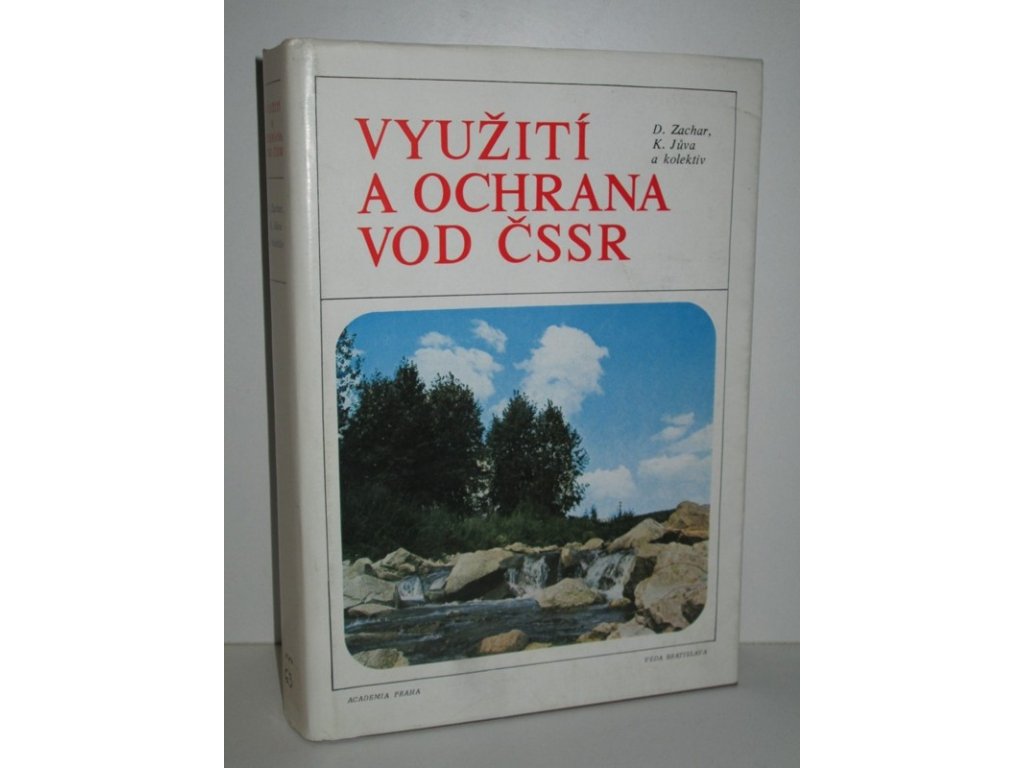 VYUŽITÍ
A OCHRANA
VOD ČSSR
D. Zachar,
K. Jůva
a kolektiv
ACADEMIA PRAHA
VEDA BRATISLAVA